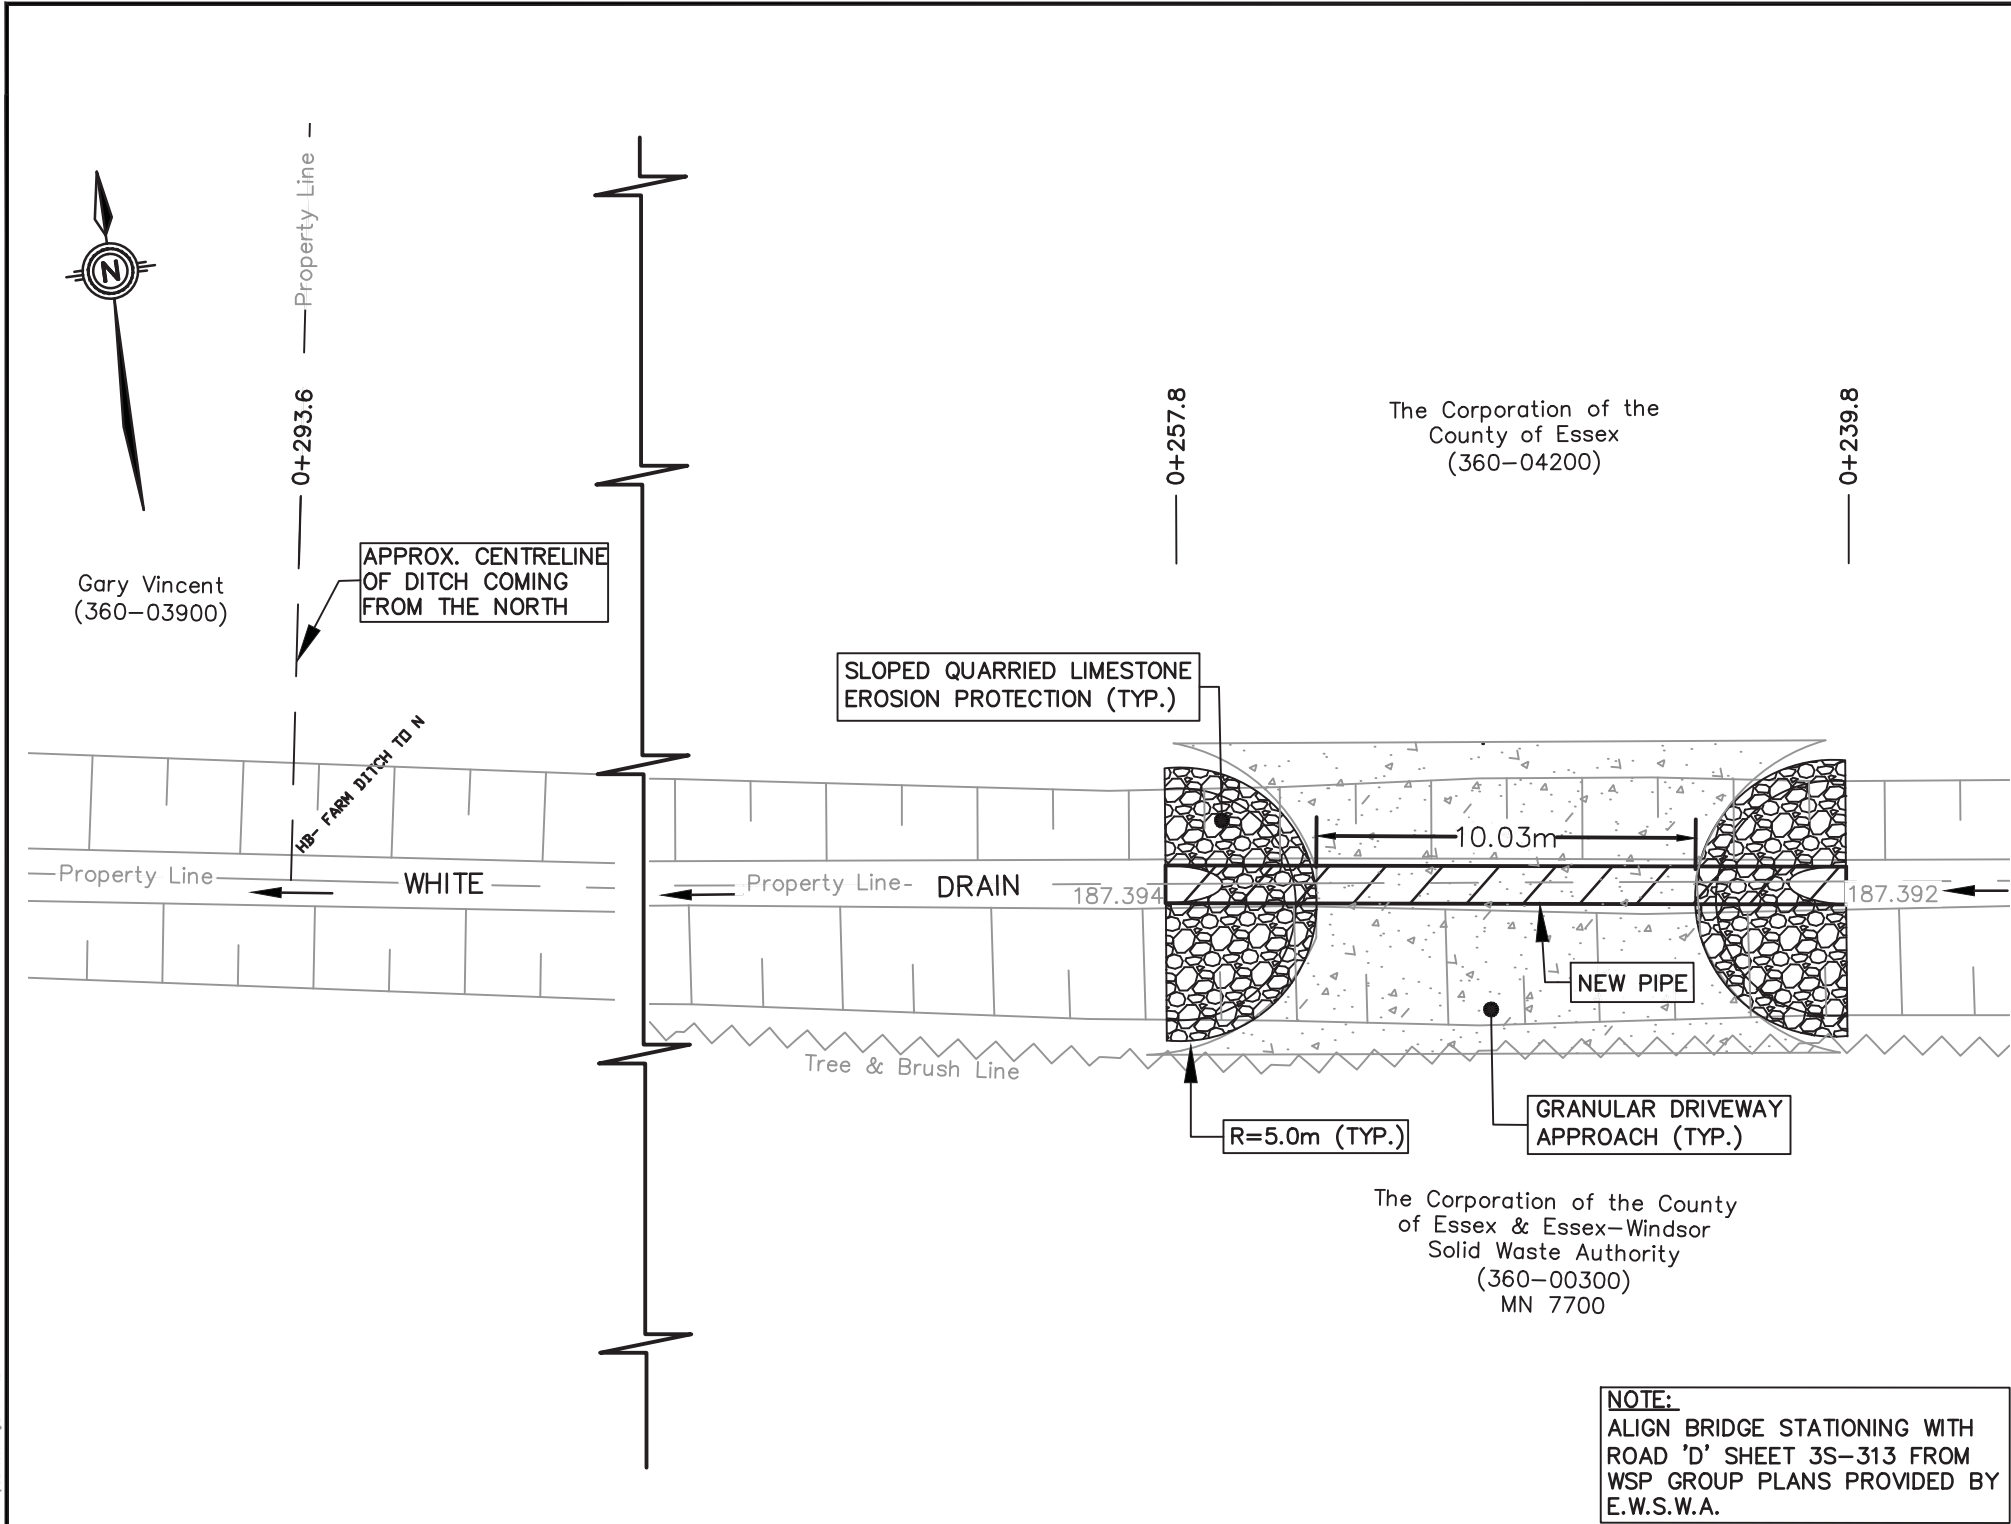 Property Line
N
0+293.6
0+257.8
0+239.8
The Corporation of the
County of Essex
(360-04200)
APPROX. CENTRELINE
OF DITCH COMING
FROM THE NORTH
Gary Vincent
(360-03900)
SLOPED QUARRIED LIMESTONE
EROSION PROTECTION (TYP.)
HB- FARM DITCH TO N
10.03m
Property Line
WHITE
Property Line
DRAIN
187.394
187.392
NEW PIPE
Tree & Brush Line
R=5.0m (TYP.)
GRANULAR DRIVEWAY
APPROACH (TYP.)
The Corporation of the County
of Essex & Essex-Windsor
Solid Waste Authority
(360-00300)
MN 7700
NOTE:
ALIGN BRIDGE STATIONING WITH
ROAD 'D' SHEET 3S-313 FROM
WSP GROUP PLANS PROVIDED BY
E.W.S.W.A.